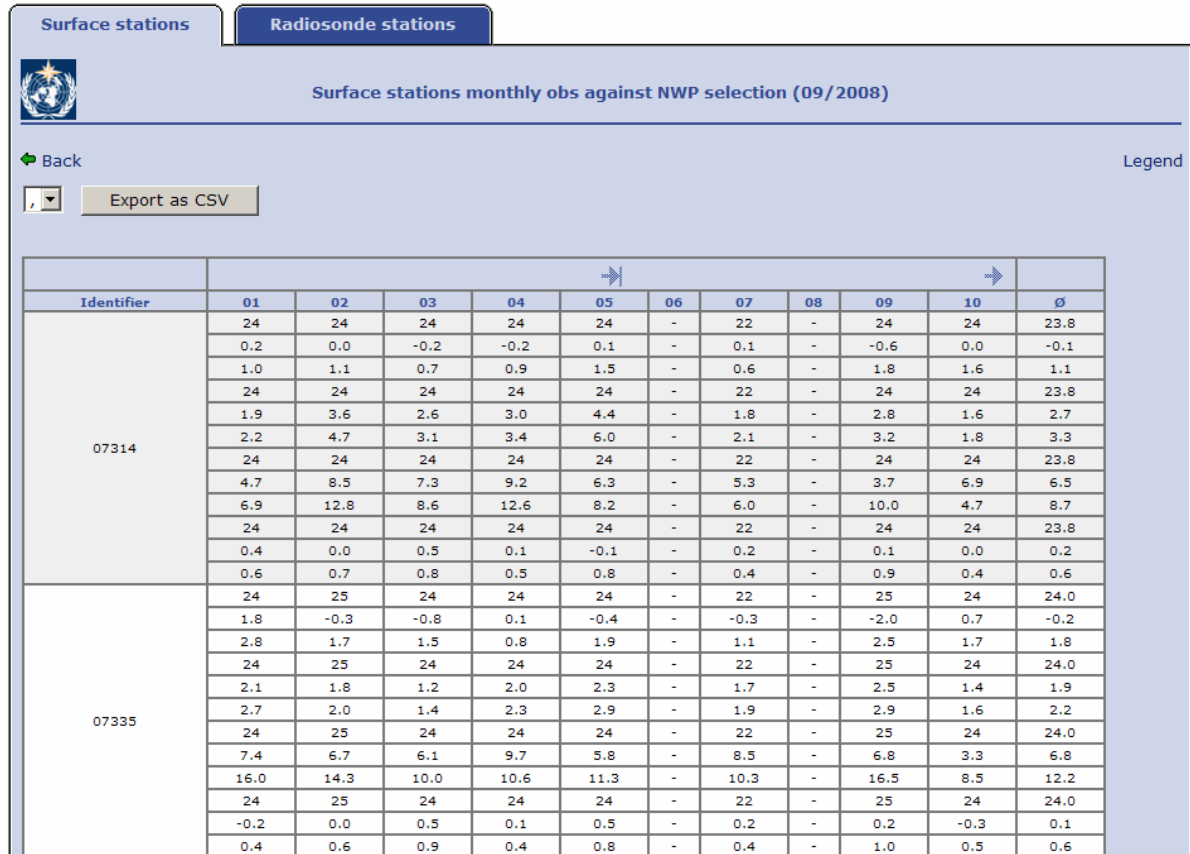 Surface stations Radiosonde stations
Surface stations monthly obs against NWP selection (09/2008)
Back Legend
, Export as CSV
Identifier 01 02 03 04 05 06 07 08 09 10 Ø
24 24 24 24 24 - 22 - 24 24 23.8
0.2 0.0 -0.2 -0.2 0.1 - 0.1 - -0.6 0.0 -0.1
1.0 1.1 0.7 0.9 1.5 - 0.6 - 1.8 1.6 1.1
24 24 24 24 24 - 22 - 24 24 23.8
1.9 3.6 2.6 3.0 4.4 - 1.8 - 2.8 1.6 2.7
2.2 4.7 3.1 3.4 6.0 - 2.1 - 3.2 1.8 3.3
07314
24 24 24 24 24 - 22 - 24 24 23.8
4.7 8.5 7.3 9.2 6.3 - 5.3 - 3.7 6.9 6.5
6.9 12.8 8.6 12.6 8.2 - 6.0 - 10.0 4.7 8.7
24 24 24 24 24 - 22 - 24 24 23.8
0.4 0.0 0.5 0.1 -0.1 - 0.2 - 0.1 0.0 0.2
0.6 0.7 0.8 0.5 0.8 - 0.4 - 0.9 0.4 0.6
24 25 24 24 24 - 22 - 25 24 24.0
1.8 -0.3 -0.8 0.1 -0.4 - -0.3 - -2.0 0.7 -0.2
2.8 1.7 1.5 0.8 1.9 - 1.1 - 2.5 1.7 1.8
24 25 24 24 24 - 22 - 25 24 24.0
2.1 1.8 1.2 2.0 2.3 - 1.7 - 2.5 1.4 1.9
2.7 2.0 1.4 2.3 2.9 - 1.9 - 2.9 1.6 2.2
07335
24 25 24 24 24 - 22 - 25 24 24.0
7.4 6.7 6.1 9.7 5.8 - 8.5 - 6.8 3.3 6.8
16.0 14.3 10.0 10.6 11.3 - 10.3 - 16.5 8.5 12.2
24 25 24 24 24 - 22 - 25 24 24.0
-0.2 0.0 0.5 0.1 0.5 - 0.2 - 0.2 -0.3 0.1
0.4 0.6 0.9 0.4 0.8 - 0.4 - 1.0 0.5 0.6